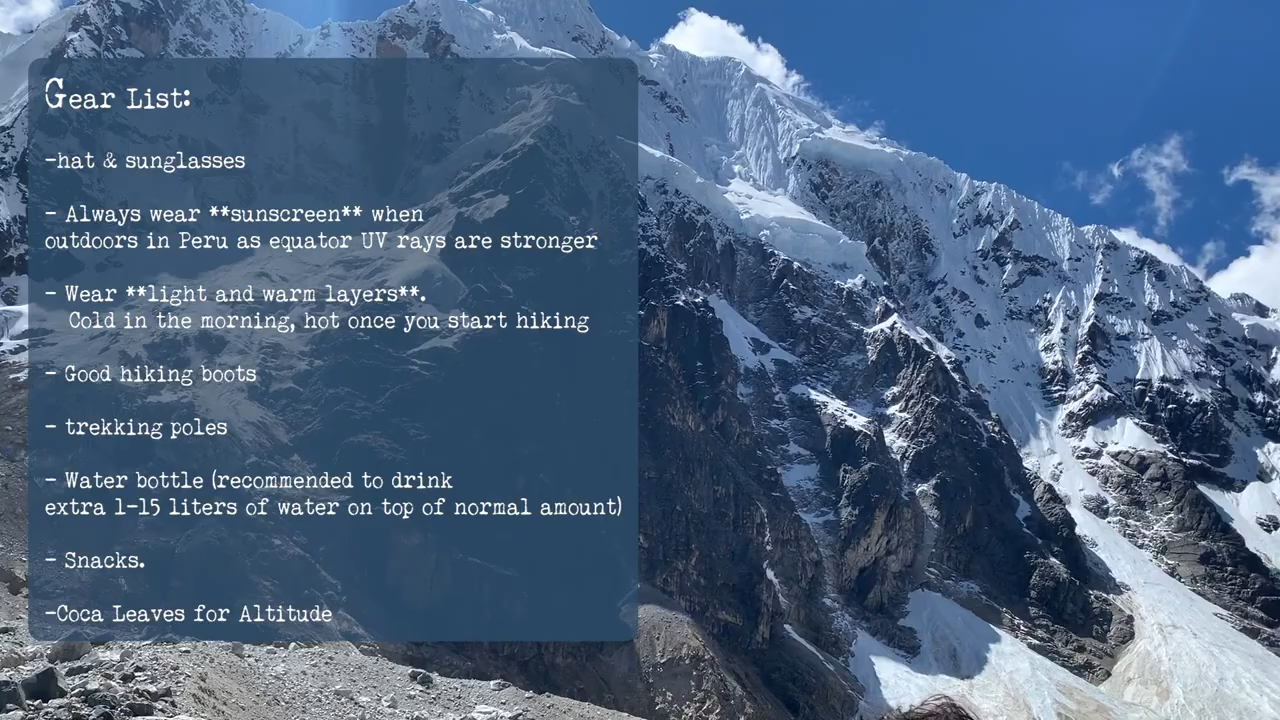 Gear List:
-hat & sunglasses
- Always wear **sunscreen** when
outdoors in Peru as equator UV rays are stronger
- Wear **light and warm layers**.
Cold in the morning, hot once you start hiking
- Good hiking boots
- trekking poles
- Water bottle (recommended to drink
extra 1-15 liters of water on top of normal amount)
- Snacks.
-Coca Leaves for Altitude